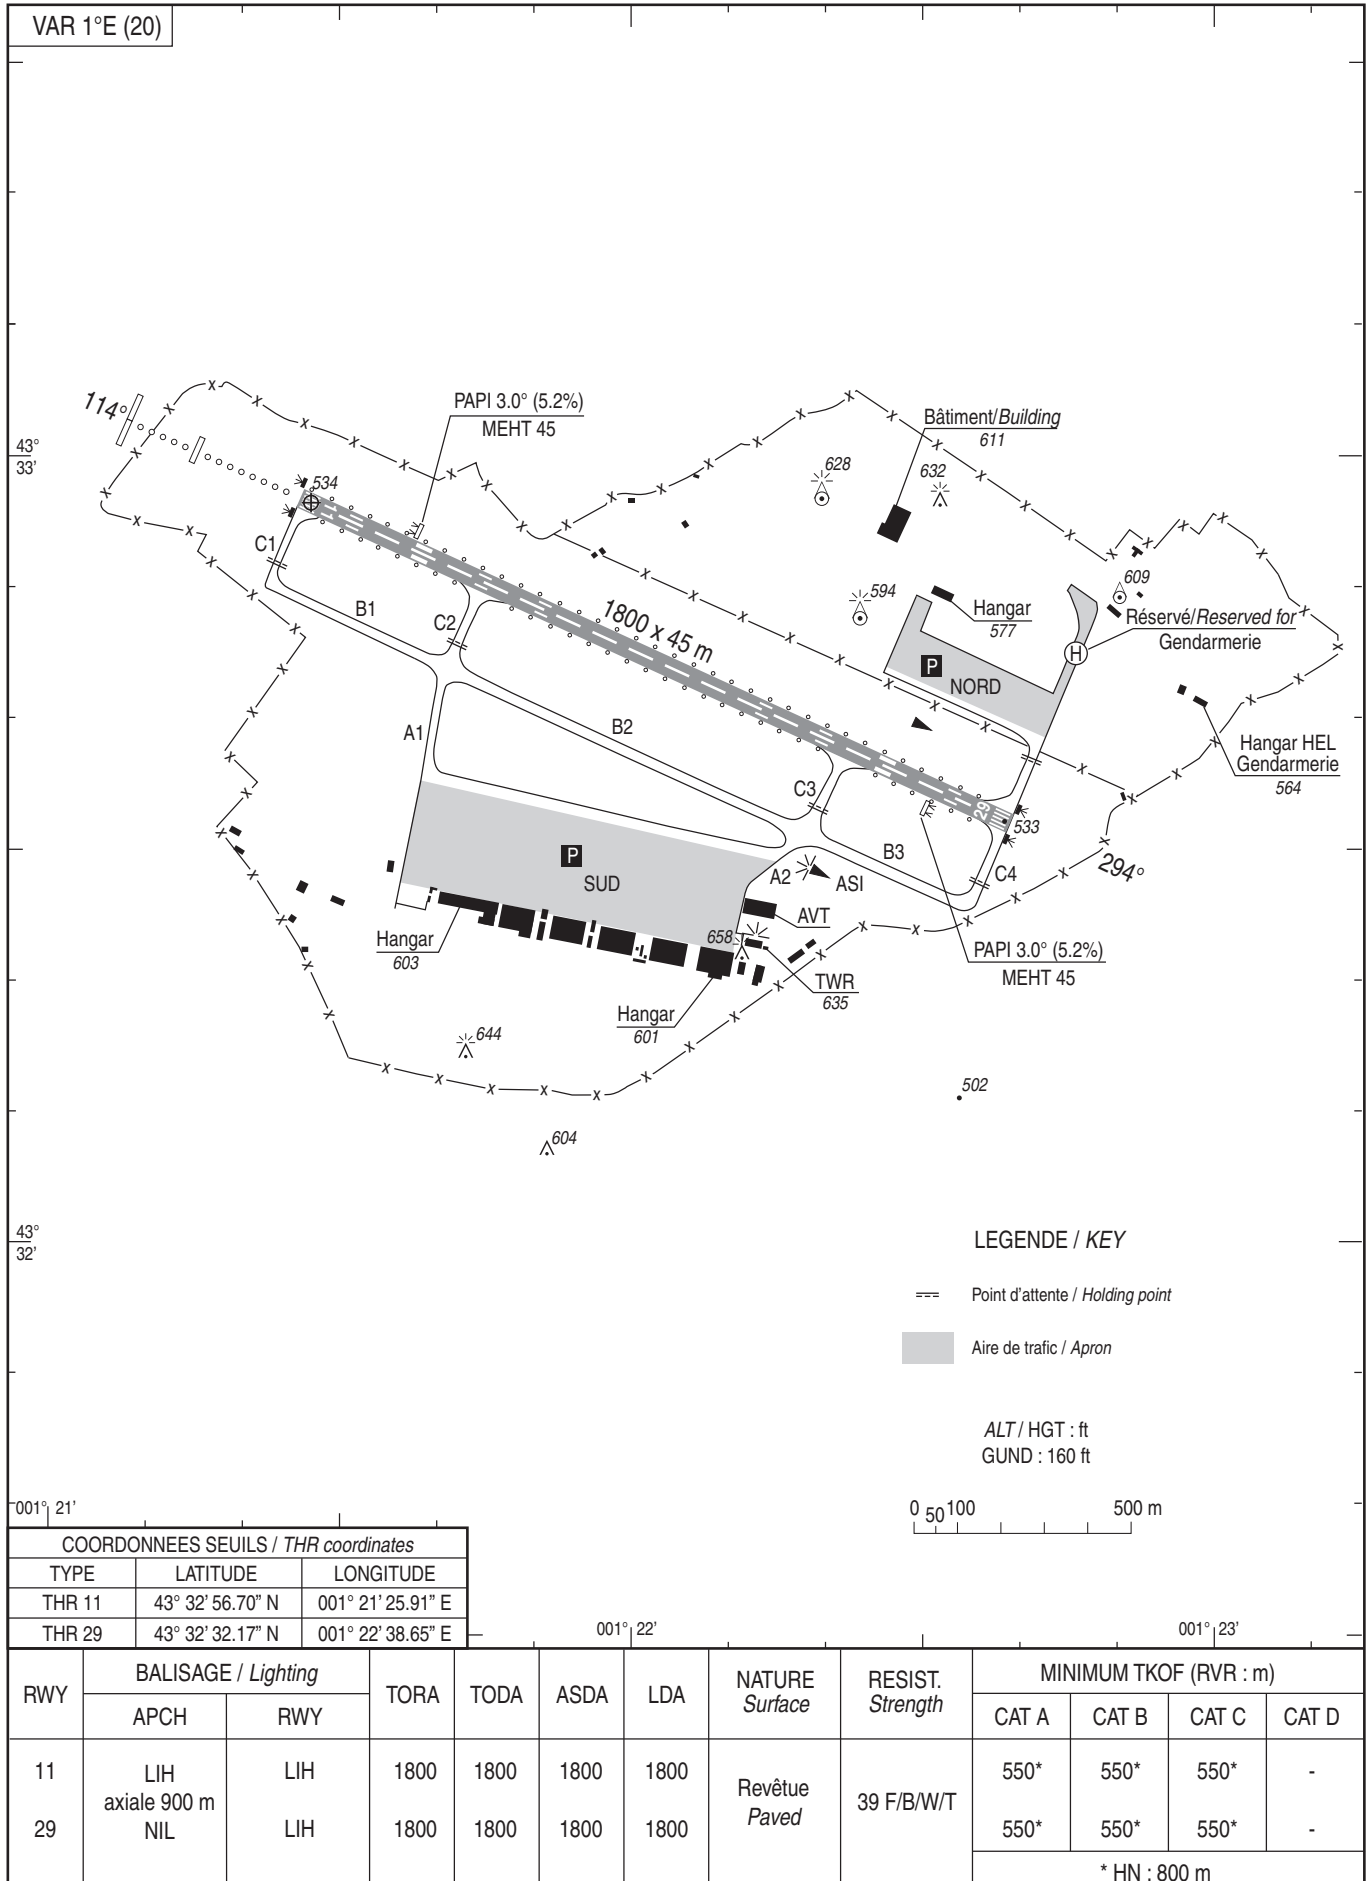 VAR 1°E (20)
114°
PAPI 3.0° (5.2%)
MEHT 45
Bâtiment/Building
611
43°
33’
534
628
632
C1
B1
C2
1800 x 45 m
594
Hangar
577
609
Réservé/Reserved for
Gendarmerie
H
P
NORD
A1
B2
C3
Hangar HEL
Gendarmerie
564
29
533
P
SUD
B3
C4
294°
A2
ASI
AVT
Hangar
603
658
PAPI 3.0° (5.2%)
MEHT 45
TWR
635
Hangar
601
644
502
604
43°
32’
LEGENDE / KEY
Point d’attente / Holding point
Aire de trafic / Apron
ALT / HGT : ft
GUND : 160 ft
0 50 100 500 m
001° 21’
COORDONNEES SEUILS / THR coordinates
TYPE LATITUDE LONGITUDE
THR 11 43° 32’ 56.70” N 001° 21’ 25.91” E
THR 29 43° 32’ 32.17” N 001° 22’ 38.65” E
001° 22’
001° 23’
RWY BALISAGE / Lighting TORA TODA ASDA LDA NATURE RESIST. MINIMUM TKOF (RVR : m)
Surface Strength
APCH RWY CAT A CAT B CAT C CAT D
11 LIH LIH 1800 1800 1800 1800 550* 550* 550* -
axiale 900 m Revêtue 39 F/B/W/T
Paved
29 NIL LIH 1800 1800 1800 1800 550* 550* 550* -
* HN : 800 m